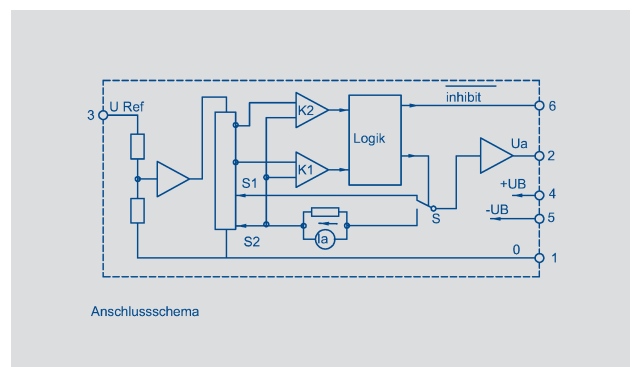 inhibit
3
U Ref
6
K2
Logik
Ua
2
K1
S1
+UB
4
S
-UB
5
S2
Ia
0
1
Anschlussschema